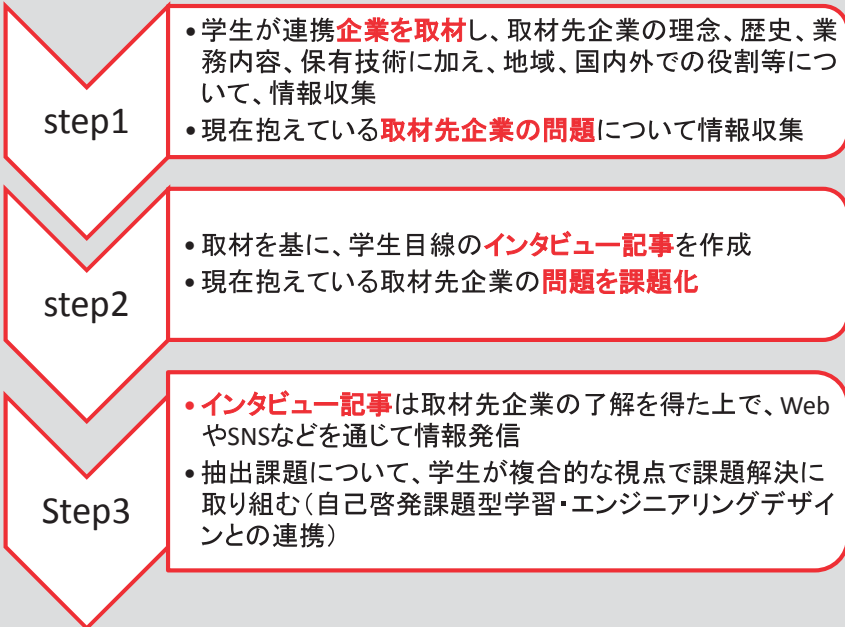 step1
•学生が連携企業を取材し、取材先企業の理念、歴史、業
務内容、保有技術に加え、地域、国内外での役割等につ
いて、情報収集
•現在抱えている取材先企業の問題について情報収集
step2
•取材を基に、学生目線のインタビュー記事を作成
•現在抱えている取材先企業の問題を課題化
Step3
•インタビュー記事は取材先企業の了解を得た上で、Web
やSNSなどを通じて情報発信
•抽出課題について、学生が複合的な視点で課題解決に
取り組む（自己啓発課題型学習・エンジニアリングデザイ
ンとの連携）